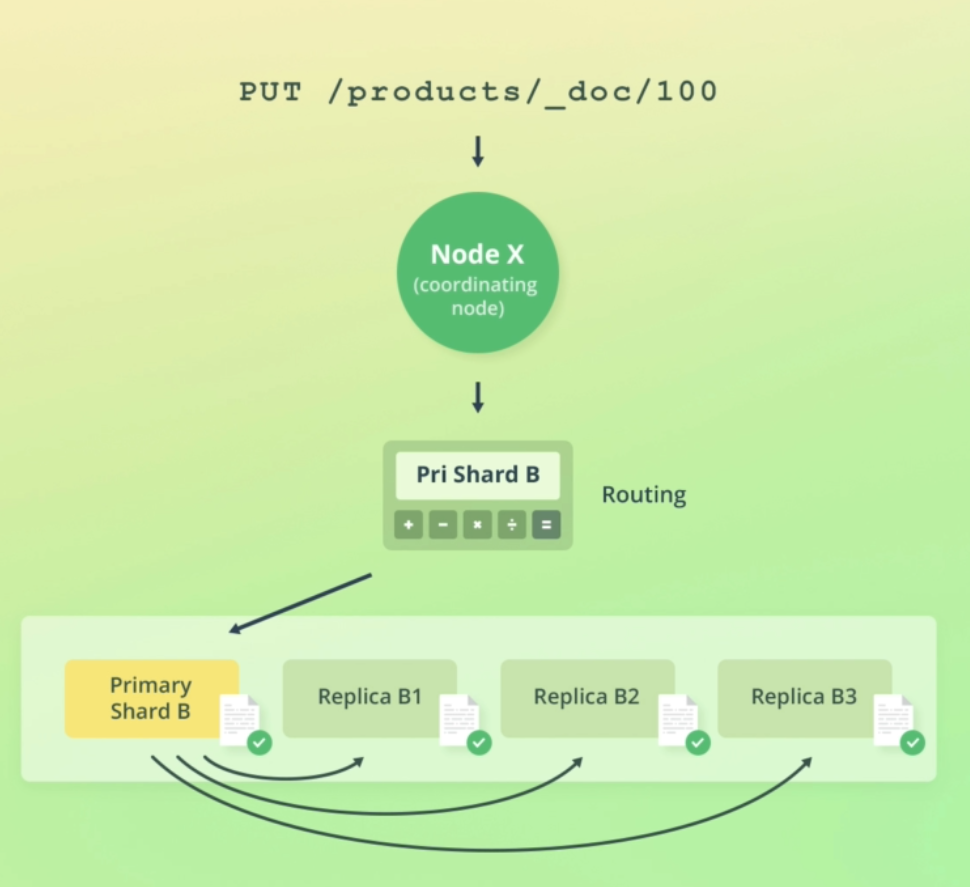 PUT /products/_doc/100
Node X
(coordinating
node)
Pri Shard B
+ - × ÷ =
Routing
Primary
Shard B
Replica B1
Replica B2
Replica B3